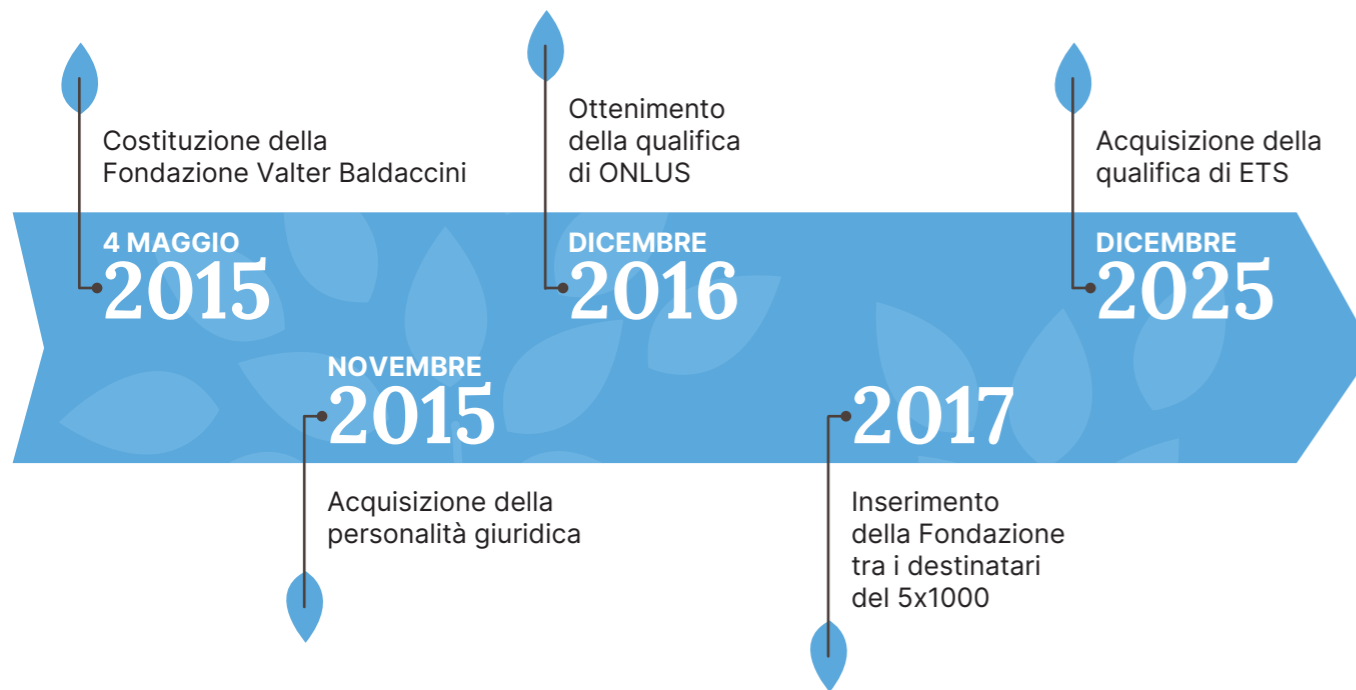 Costituzione della
Fondazione Valter Baldaccini
4 MAGGIO
2015
NOVEMBRE
2015
Acquisizione della
personalità giuridica
Ottenimento
della qualifica
di ONLUS
DICEMBRE
2016
2017
Inserimento
della Fondazione
tra i destinatari
del 5x1000
Acquisizione della
qualifica di ETS
DICEMBRE
2025